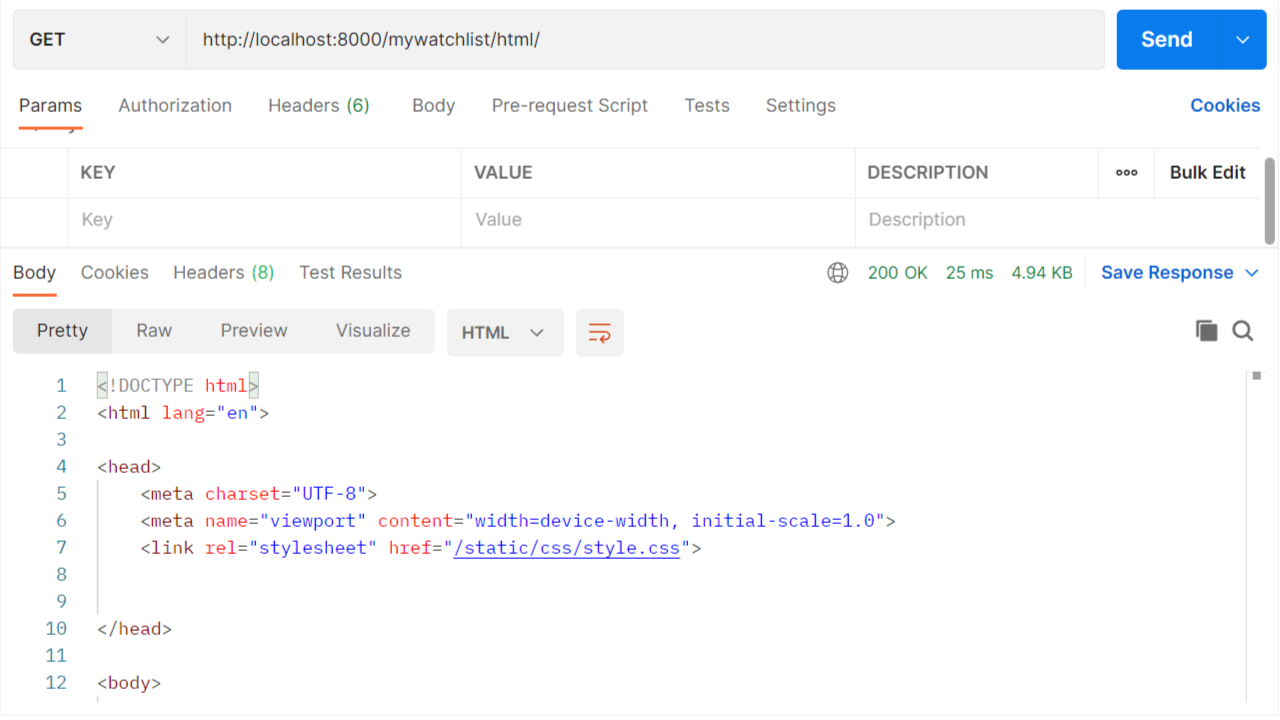 GET http://localhost:8000/mywatchlist/html/ Send
Params Authorization Headers (6) Body Pre-request Script Tests Settings Cookies
KEY VALUE DESCRIPTION ooo Bulk Edit
Key Value Description
Body Cookies Headers (8) Test Results 200 OK 25 ms 4.94 KB Save Response
Pretty Raw Preview Visualize HTML
1 <!DOCTYPE html>
2 <html lang="en">
3
4 <head>
5 <meta charset="UTF-8">
6 <meta name="viewport" content="width=device-width, initial-scale=1.0">
7 <link rel="stylesheet" href="/static/css/style.css">
8
9
10 </head>
11
12 <body>